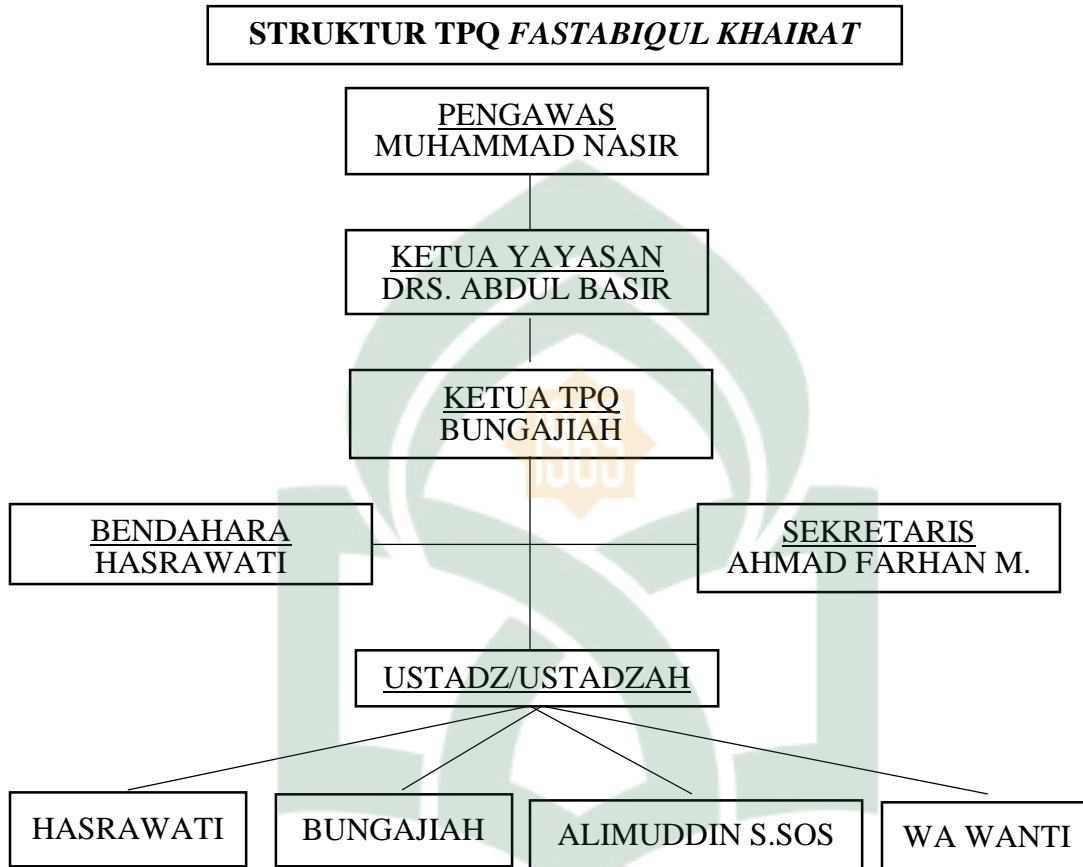 STRUKTUR TPQ FASTABIQUL KHAIRAT
PENGAWAS
MUHAMMAD NASIR
KETUA YAYASAN
DRS. ABDUL BASIR
KETUA TPQ
BUNGAJIAH
1965
BENDAHARA
HASRAWATI
SEKRETARIS
AHMAD FARHAN M.
USTADZ/USTADZAH
HASRAWATI
BUNGAJIAH
ALIMUDDIN S.SOS
WA WANTI